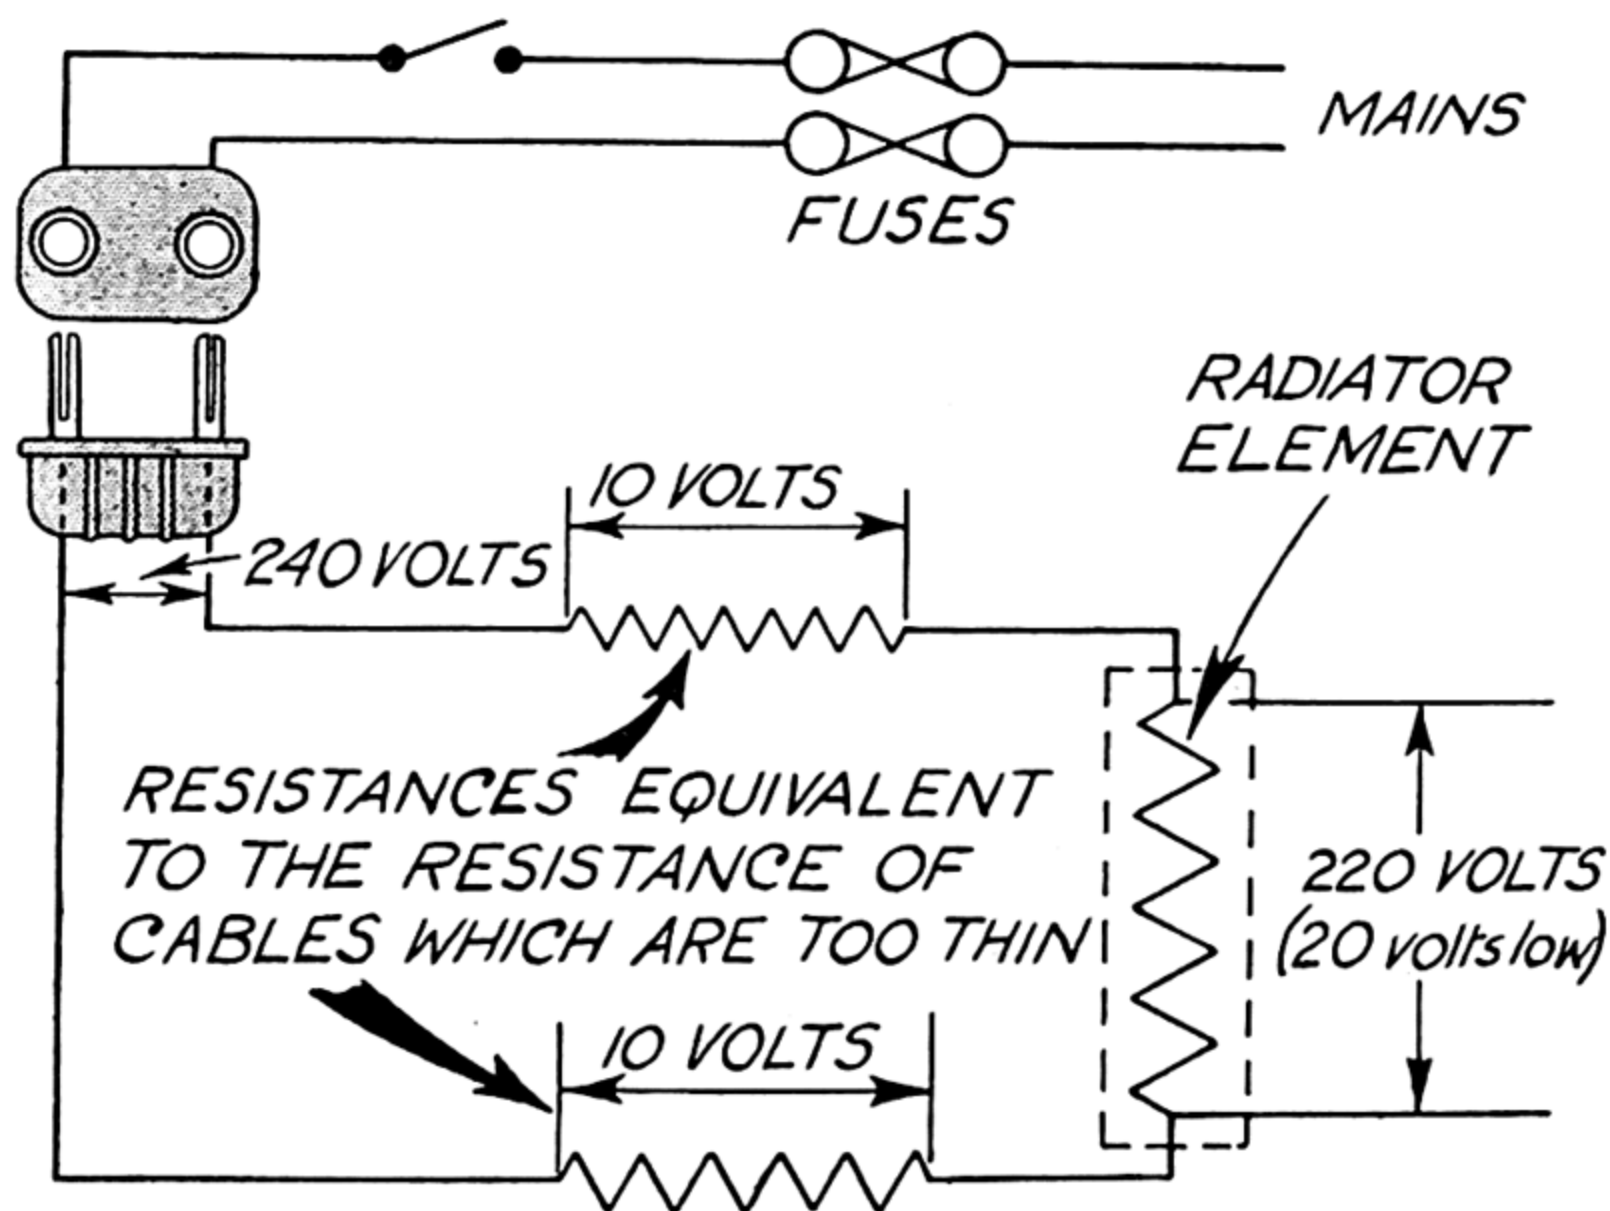 MAINS
FUSES
RADIATOR
ELEMENT
10 VOLTS
240 VOLTS
RESISTANCES EQUIVALENT
TO THE RESISTANCE OF
CABLES WHICH ARE TOO THIN
220 VOLTS
(20 volts low)
10 VOLTS